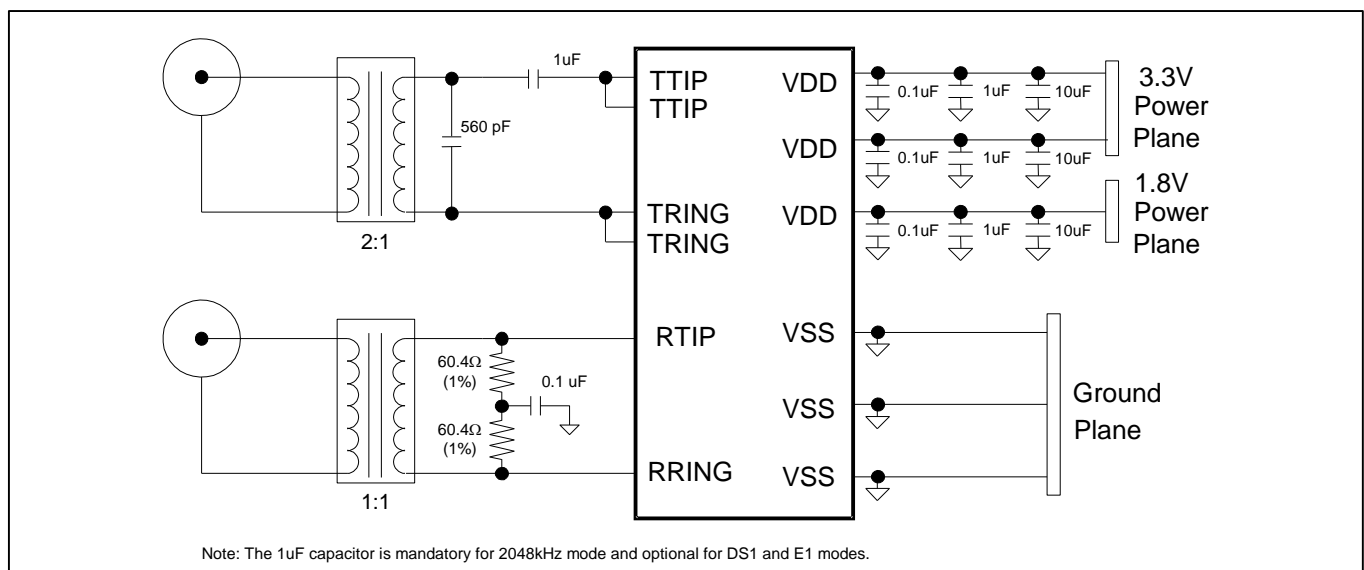 1uF
560 pF
2:1
TTIP
TTIP
TRING
TRING
VDD
VDD
VDD
0.1uF
1uF
10uF
0.1uF
1uF
10uF
0.1uF
1uF
10uF
3.3V
Power
Plane
1.8V
Power
Plane
60.4Ω
(1%)
0.1 uF
60.4Ω
(1%)
1:1
RTIP
RRING
VSS
VSS
VSS
Ground
Plane
Note: The 1uF capacitor is mandatory for 2048kHz mode and optional for DS1 and E1 modes.